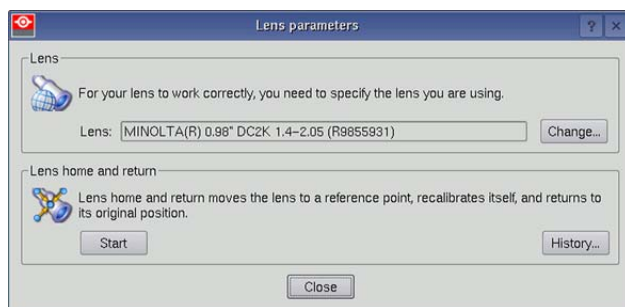 Lens parameters
? ×
Lens
For your lens to work correctly, you need to specify the lens you are using.
Lens: MINOLTA(R) 0.98" DC2K 1.4-2.05 (R9855931) Change...
Lens home and return
Lens home and return moves the lens to a reference point, recalibrates itself, and returns to
its original position.
Start History...
Close